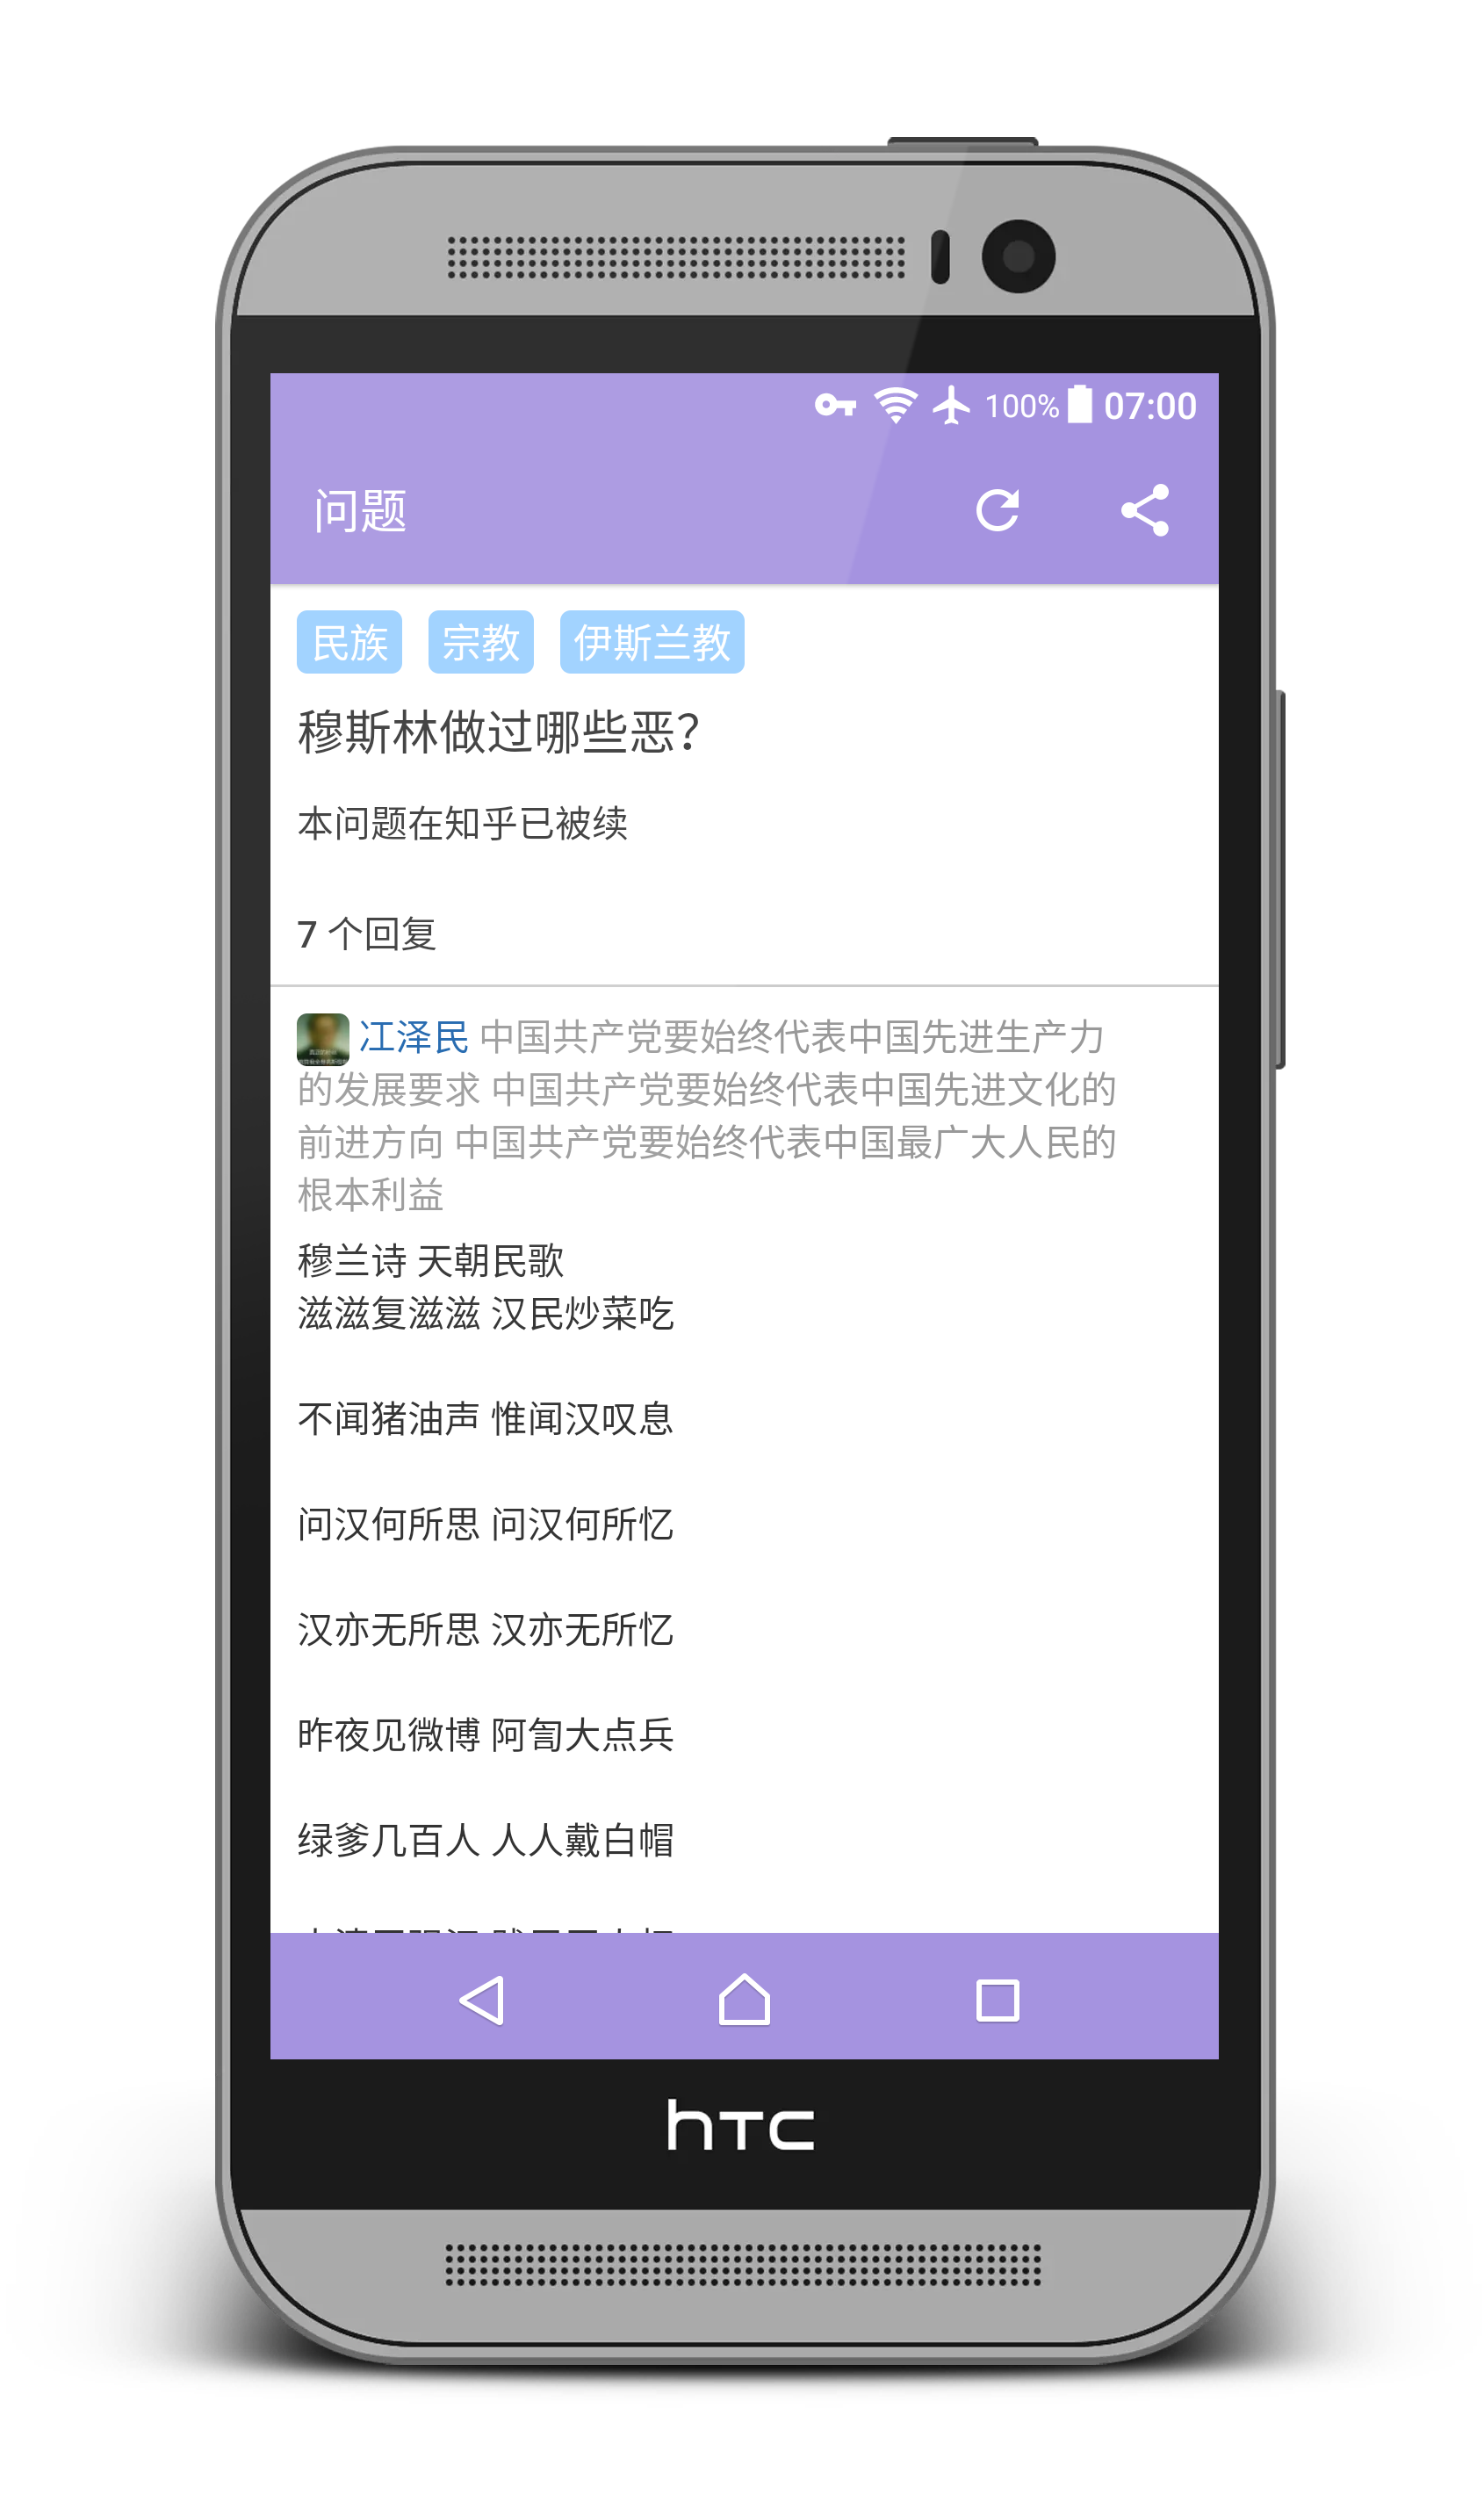 100% 07:00
问题
民族 宗教 伊斯兰教
穆斯林做过哪些恶?
本问题在知乎已被续
7 个回复
冮泽民 中国共产党要始终代表中国先进生产力
的发展要求 中国共产党要始终代表中国先进文化的
前进方向 中国共产党要始终代表中国最广大人民的
根本利益
穆兰诗 天朝民歌
滋滋复滋滋 汉民炒菜吃
不闻猪油声 惟闻汉叹息
问汉何所思 问汉何所忆
汉亦无所思 汉亦无所忆
昨夜见微博 阿訇大点兵
绿爹几百人 人人戴白帽
hTC